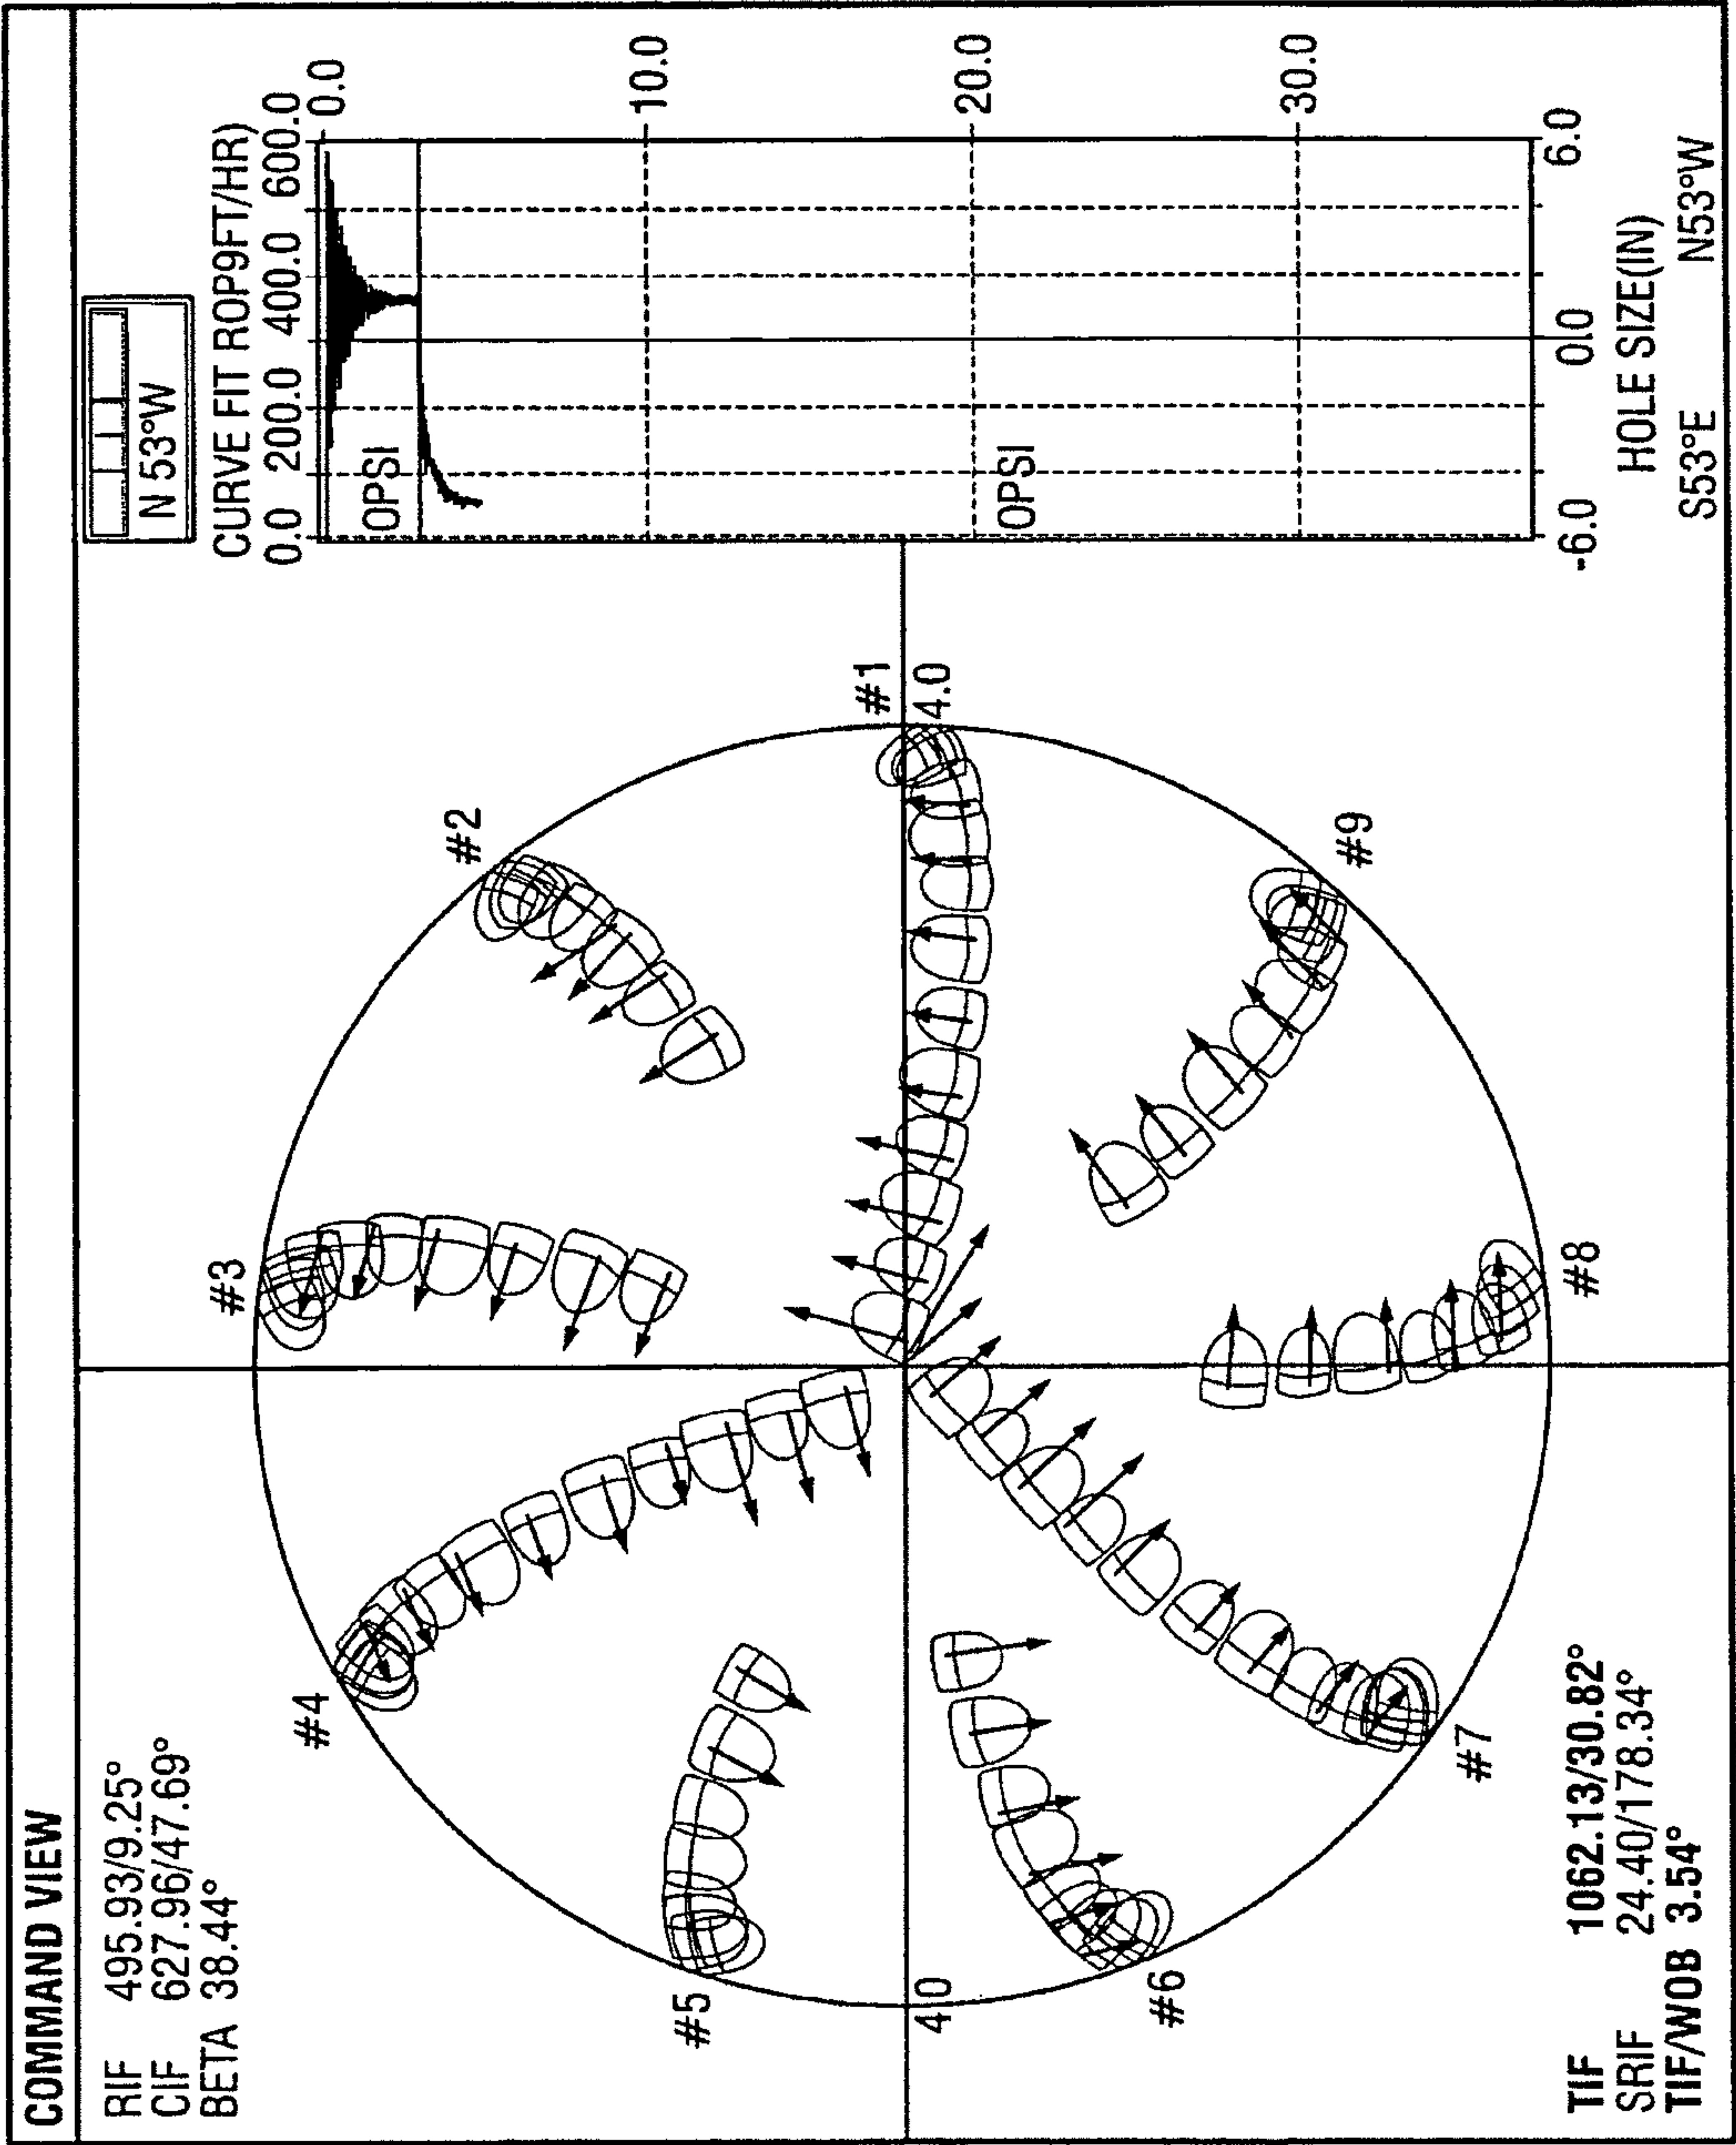 COMMAND VIEW
RIF 495.93/9.25°
CIF 627.96/47.69°
BETA 38.44°
N 53°W
CURVE FIT ROP9FT/HR)
0.0 200.0 400.0 600.0
0.0
OPSI
10.0
OPSI
20.0
30.0
-6.0 0.0 6.0
HOLE SIZE(IN)
S53°E N53°W
#1
4.0
#2
#3
#4
#5
4.0
#6
#7
#8
#9
TIF 1062.13/30.82°
SRIF 24.40/178.34°
TIF/WOB 3.54°